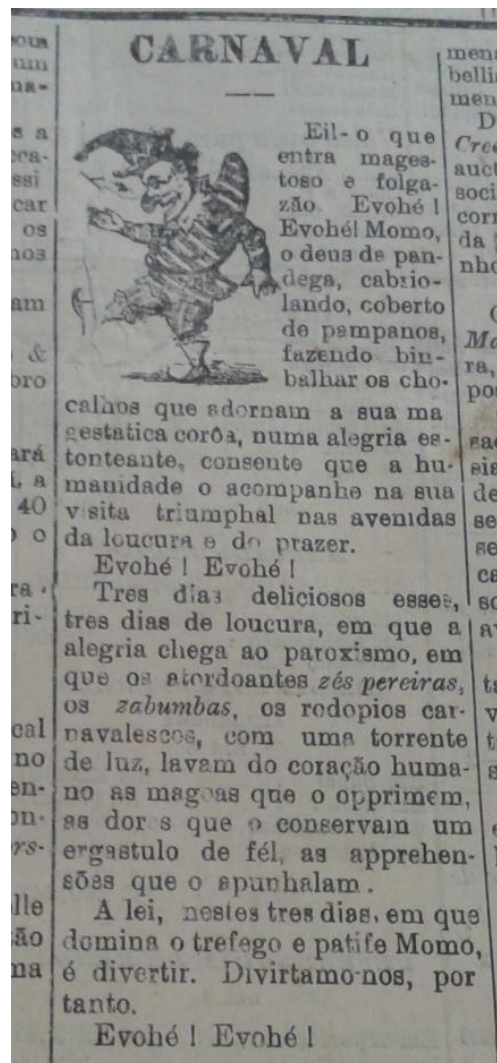 CARNAVAL
Eil-o que
entra mages-
toso e folga-
zão. Evohé!
Evohé! Momo,
o deus de pan-
dega, cabrio-
lando, coberto
de pampanos,
fazendo bim-
balhar os cho-
calhos que adornam a sua ma
gestatica corôa, numa alegria es-
tonteante, consente que a hu-
manidade o acompanhe na sua
visita triumphal nas avenidas
da loucura e do prazer.
Evohé! Evohé!
Tres dias deliciosos esses,
tres dias de loucura, em que a
alegria chega ao paroxismo, em
que os atordoantes zés pereiras,
os zabumbas, os rodopios car-
navalescos, com uma torrente
de luz, lavam do coração huma-
no as magoas que o opprimem,
as dores que o conservam um
ergastulo de fél, as apprehen-
sões que o apunhalam.
A lei, nestes tres dias, em que
domina o trefego e patife Momo,
é divertir. Divirtamo-nos, por
tanto.
Evohé! Evohé!